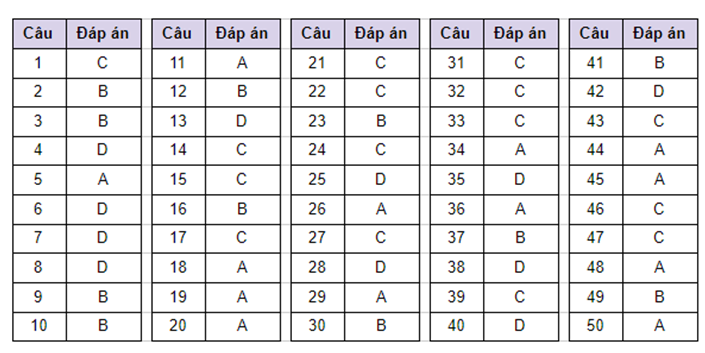 Câu Đáp án Câu Đáp án Câu Đáp án Câu Đáp án Câu Đáp án
1 C 11 A 21 C 31 C 41 B
2 B 12 B 22 C 32 C 42 D
3 B 13 D 23 B 33 C 43 C
4 D 14 C 24 C 34 A 44 A
5 A 15 C 25 D 35 D 45 A
6 D 16 B 26 A 36 A 46 C
7 D 17 C 27 C 37 B 47 C
8 D 18 A 28 D 38 D 48 A
9 B 19 A 29 A 39 C 49 B
10 B 20 A 30 B 40 D 50 A